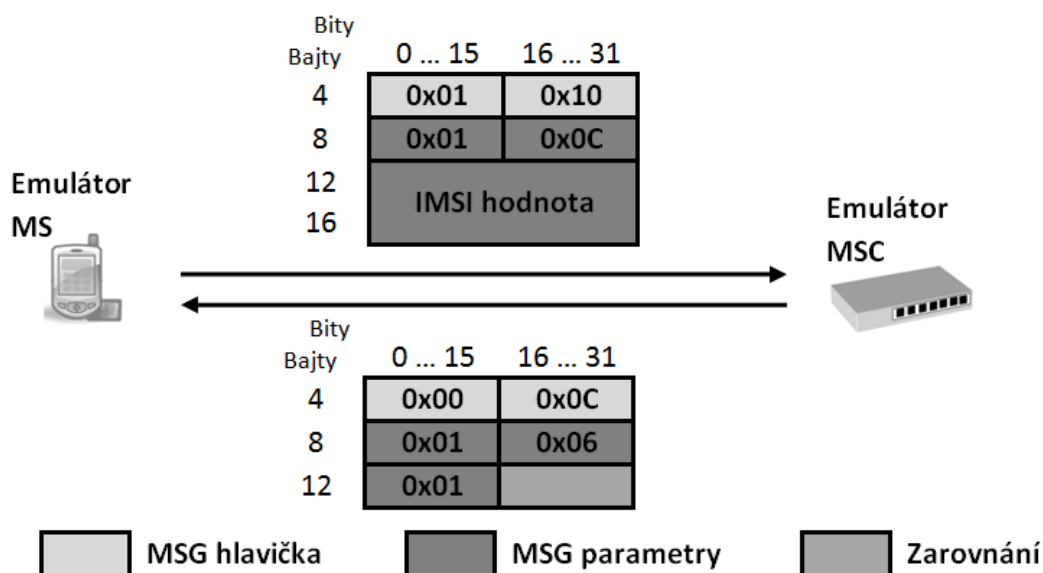 Bity
Bajty 0 ... 15 16 ... 31
4 0x01 0x10
8 0x01 0x0C
12
IMSI hodnota
16
Emulátor
MS
Emulátor
MSC
Bity
Bajty 0 ... 15 16 ... 31
4 0x00 0x0C
8 0x01 0x06
12 0x01
MSG hlavička MSG parametry Zarovnání